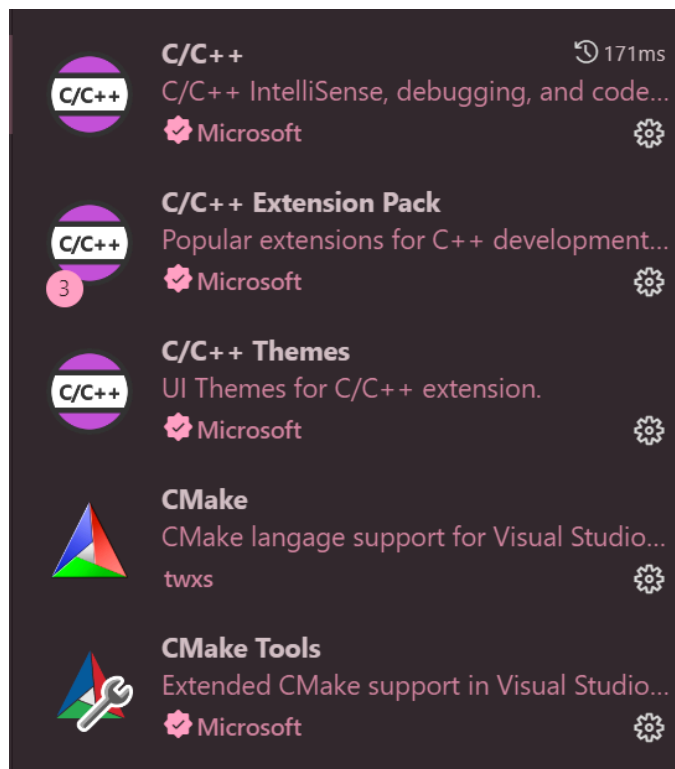 C/C++
171ms
C/C++
C/C++ IntelliSense, debugging, and code...
Microsoft
C/C++ Extension Pack
C/C++
Popular extensions for C++ development...
3
Microsoft
C/C++ Themes
C/C++
UI Themes for C/C++ extension.
Microsoft
CMake
CMake langage support for Visual Studio...
twxs
CMake Tools
Extended CMake support in Visual Studio...
Microsoft